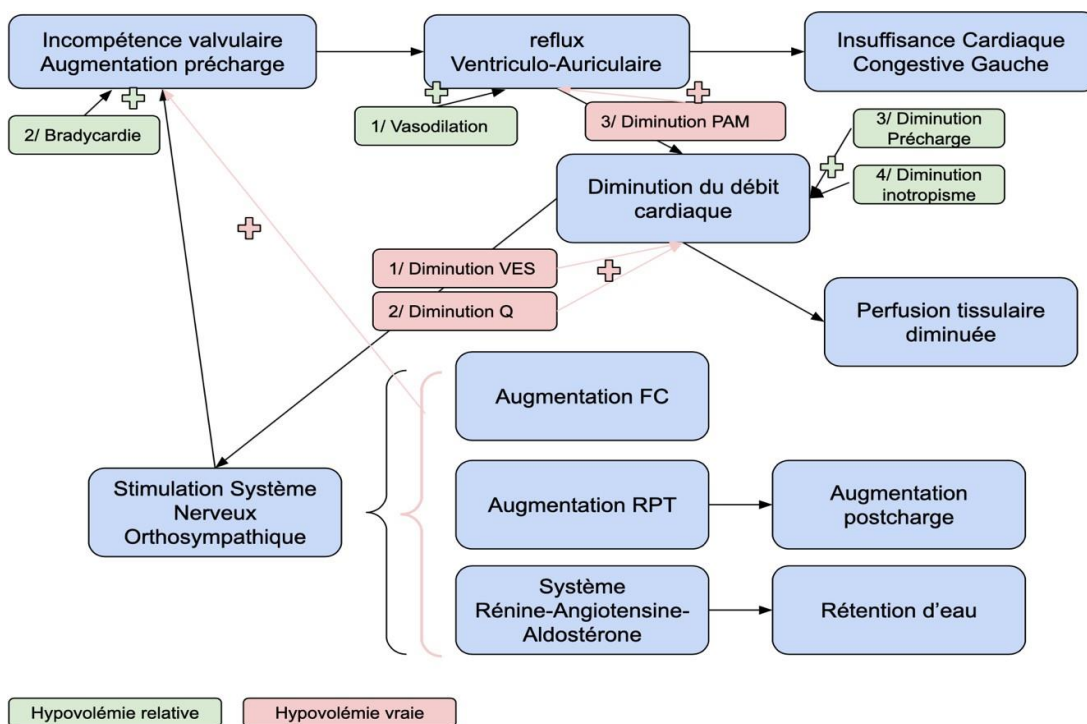 Incompétence valvulaire
Augmentation précharge
reflux
Ventriculo-Auriculaire
Insuffisance Cardiaque
Congestive Gauche
2/ Bradycardie
1/ Vasodilation
3/ Diminution PAM
3/ Diminution
Précharge
4/ Diminution
inotropisme
Diminution du débit
cardiaque
1/ Diminution VES
2/ Diminution Q
Perfusion tissulaire
diminuée
Augmentation FC
Stimulation Système
Nerveux
Orthosympathique
Augmentation RPT
Augmentation
postcharge
Système
Rénine-Angiotensine-
Aldostérone
Rétention d'eau
Hypovolémie relative
Hypovolémie vraie